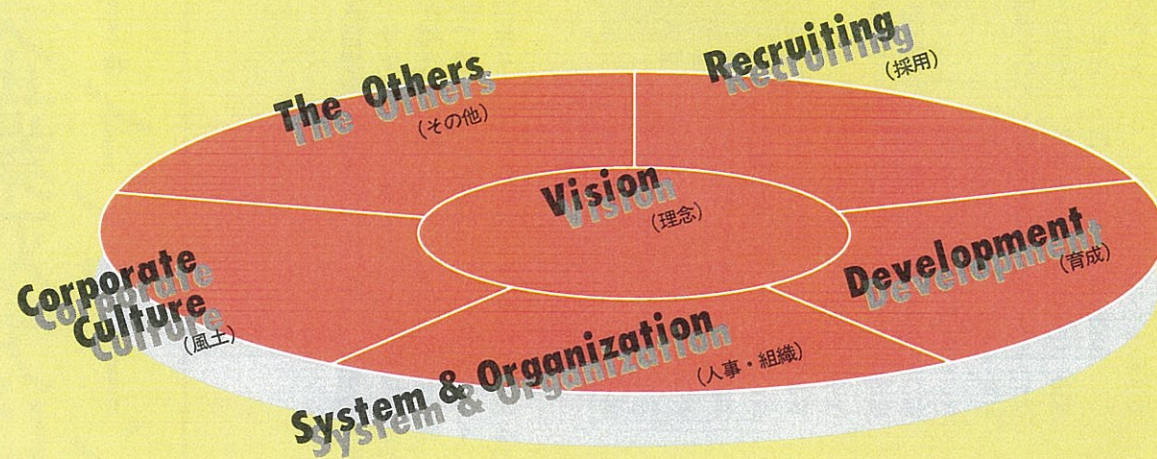 Recruiting
(採用)
The Others
(その他)
Vision
(理念)
Development
(育成)
Corporate
Culture
(風土)
System & Organization
(人事・組織)